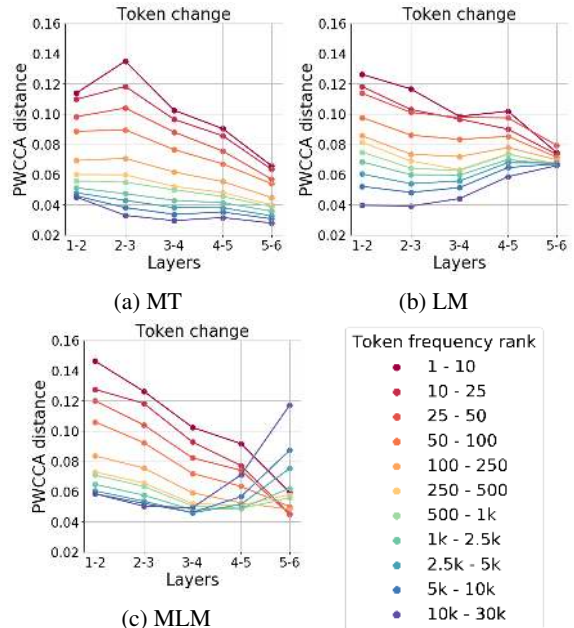 Token change
PWCCA distance
0.16
0.14
0.12
0.10
0.08
0.06
0.04
0.02
1-2 2-3 3-4 4-5 5-6
Layers
(a) MT
Token change
PWCCA distance
0.16
0.14
0.12
0.10
0.08
0.06
0.04
0.02
1-2 2-3 3-4 4-5 5-6
Layers
(b) LM
Token change
PWCCA distance
0.16
0.14
0.12
0.10
0.08
0.06
0.04
0.02
1-2 2-3 3-4 4-5 5-6
Layers
(c) MLM
Token frequency rank
1 - 10
10 - 25
25 - 50
50 - 100
100 - 250
250 - 500
500 - 1k
1k - 2.5k
2.5k - 5k
5k - 10k
10k - 30k